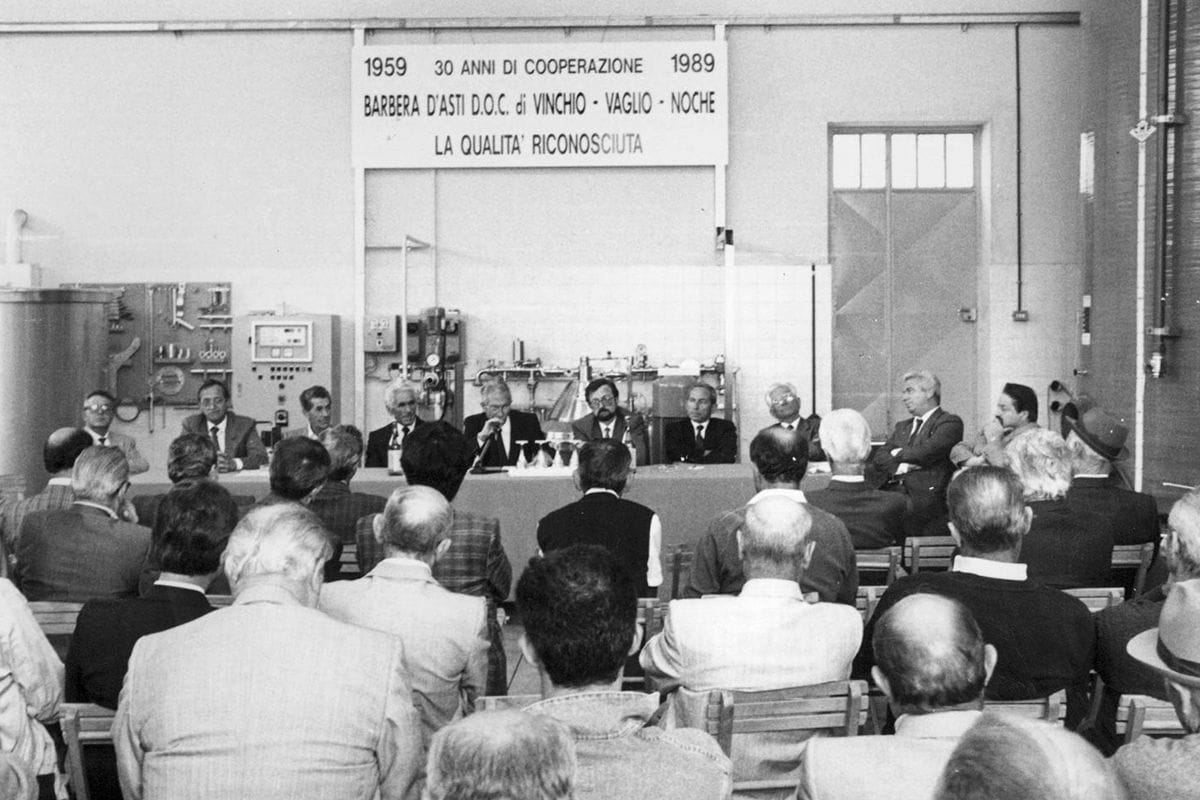 1959 30 ANNI DI COOPERAZIONE 1989
BARBERA D'ASTI D.O.C. di VINCHIO - VAGLIO - NOCHE
LA QUALITA' RICONOSCIUTA